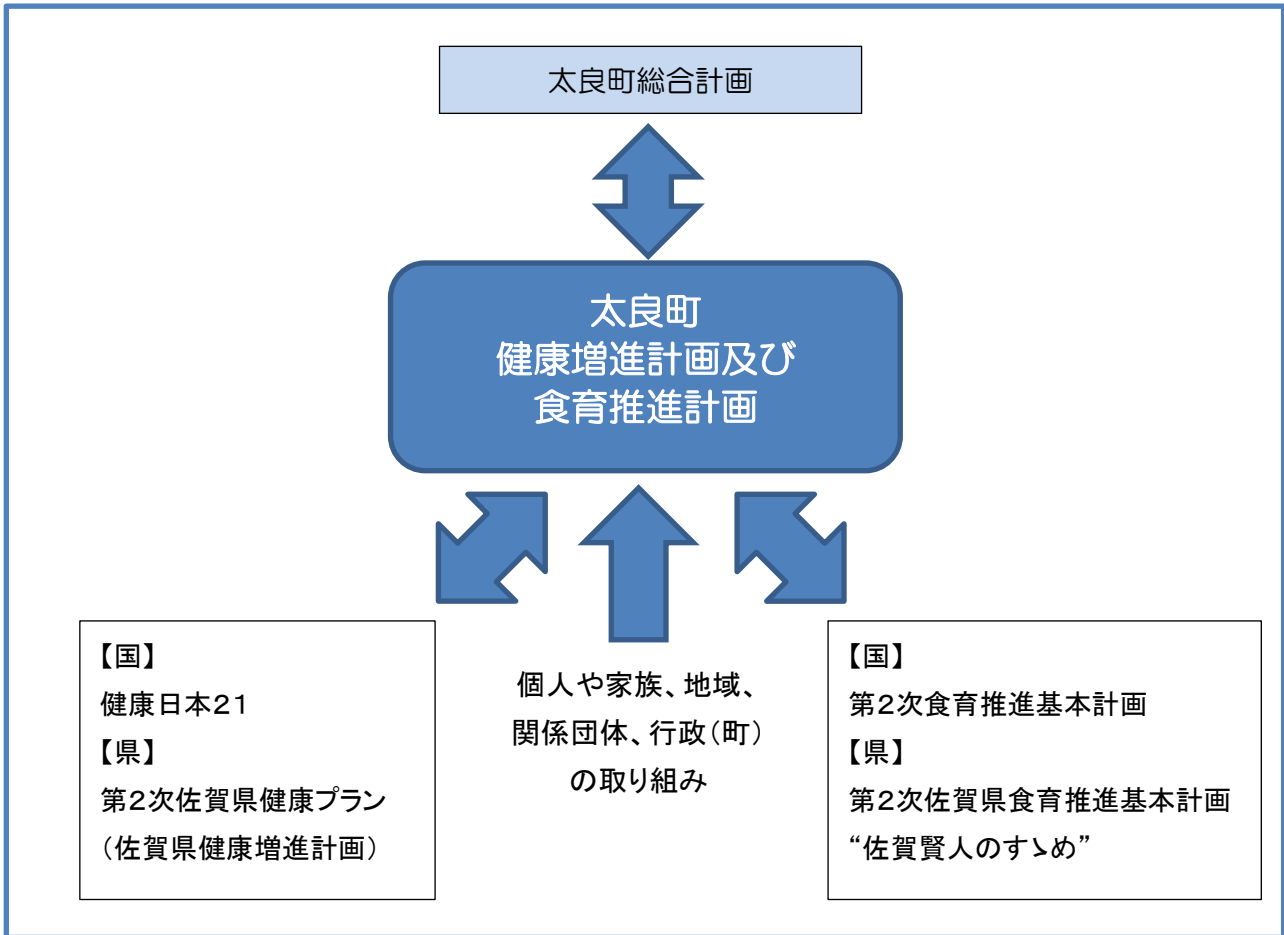 太良町総合計画
太良町
健康増進計画及び
食育推進計画
【国】
健康日本２１
【県】
第２次佐賀県健康プラン
（佐賀県健康増進計画）
個人や家族、地域、
関係団体、行政（町）
の取り組み
【国】
第２次食育推進基本計画
【県】
第２次佐賀県食育推進基本計画
“佐賀賢人のすゝめ”